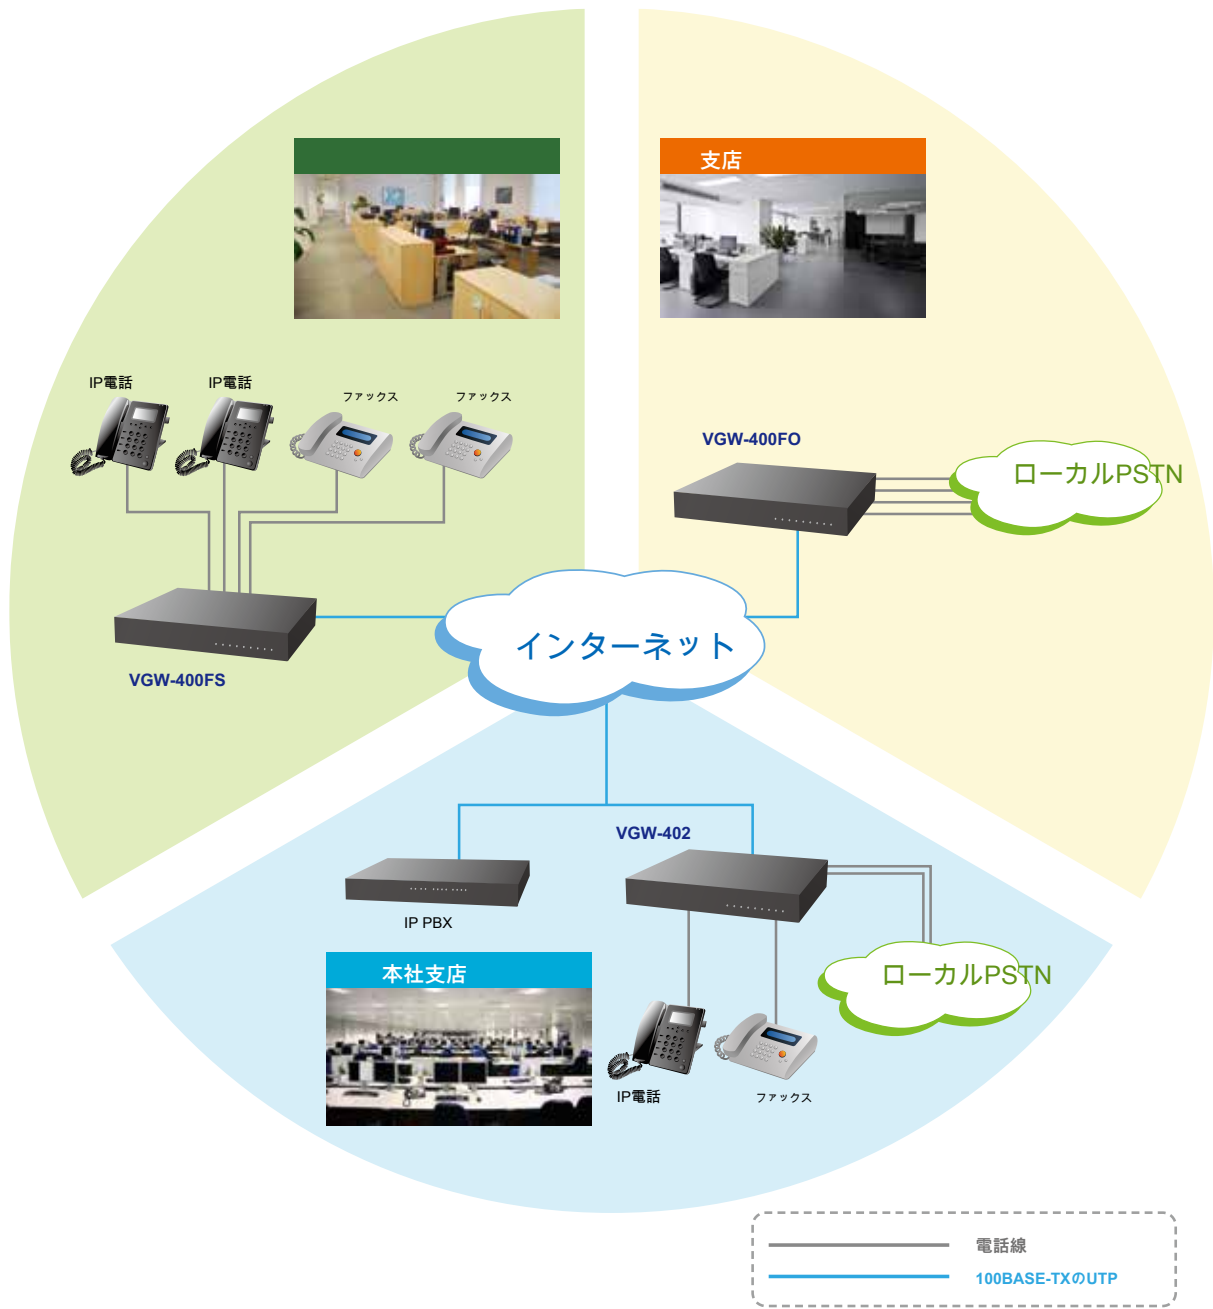 支店
IP電話
IP電話
ファックス
ファックス
VGW-400FO
ローカルPSTN
インターネット
VGW-400FS
VGW-402
IP PBX
本社支店
ローカルPSTN
IP電話
ファックス
電話線
100BASE-TXのUTP